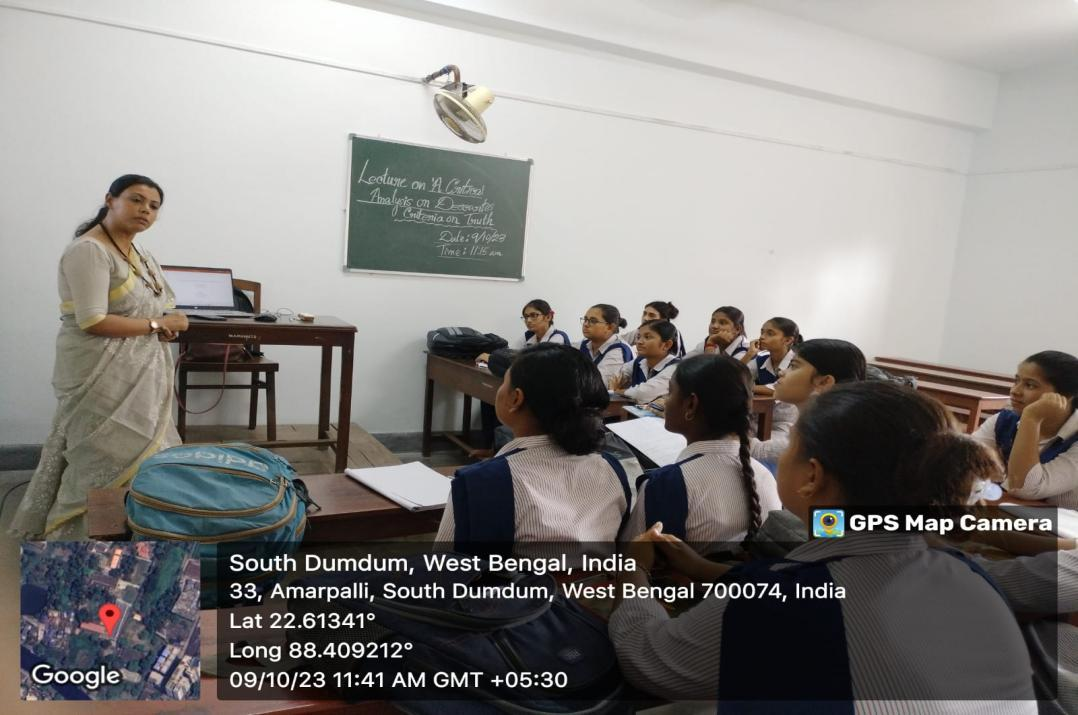 Lecture on 'A Critical
Analysis on Descartes
Criteria on Truth
Date: 9/10/23
Time: 11:15 am
GPS Map Camera
South Dumdum, West Bengal, India
33, Amarpalli, South Dumdum, West Bengal 700074, India
Lat 22.61341°
Long 88.409212°
09/10/23 11:41 AM GMT +05:30
Google